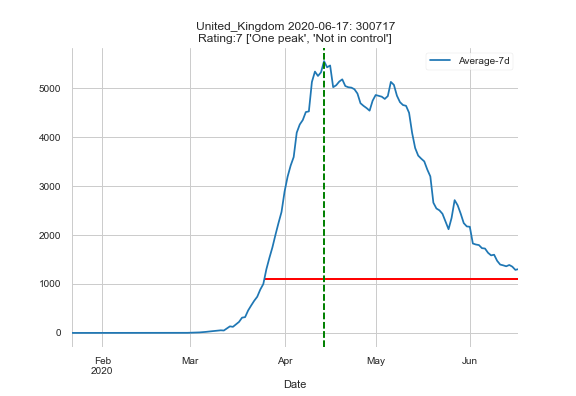 United_Kingdom 2020-06-17: 300717
Rating:7 ['One peak', 'Not in control']
Average-7d
5000
4000
3000
2000
1000
0
Feb
2020
Mar
Apr
May
Jun
Date